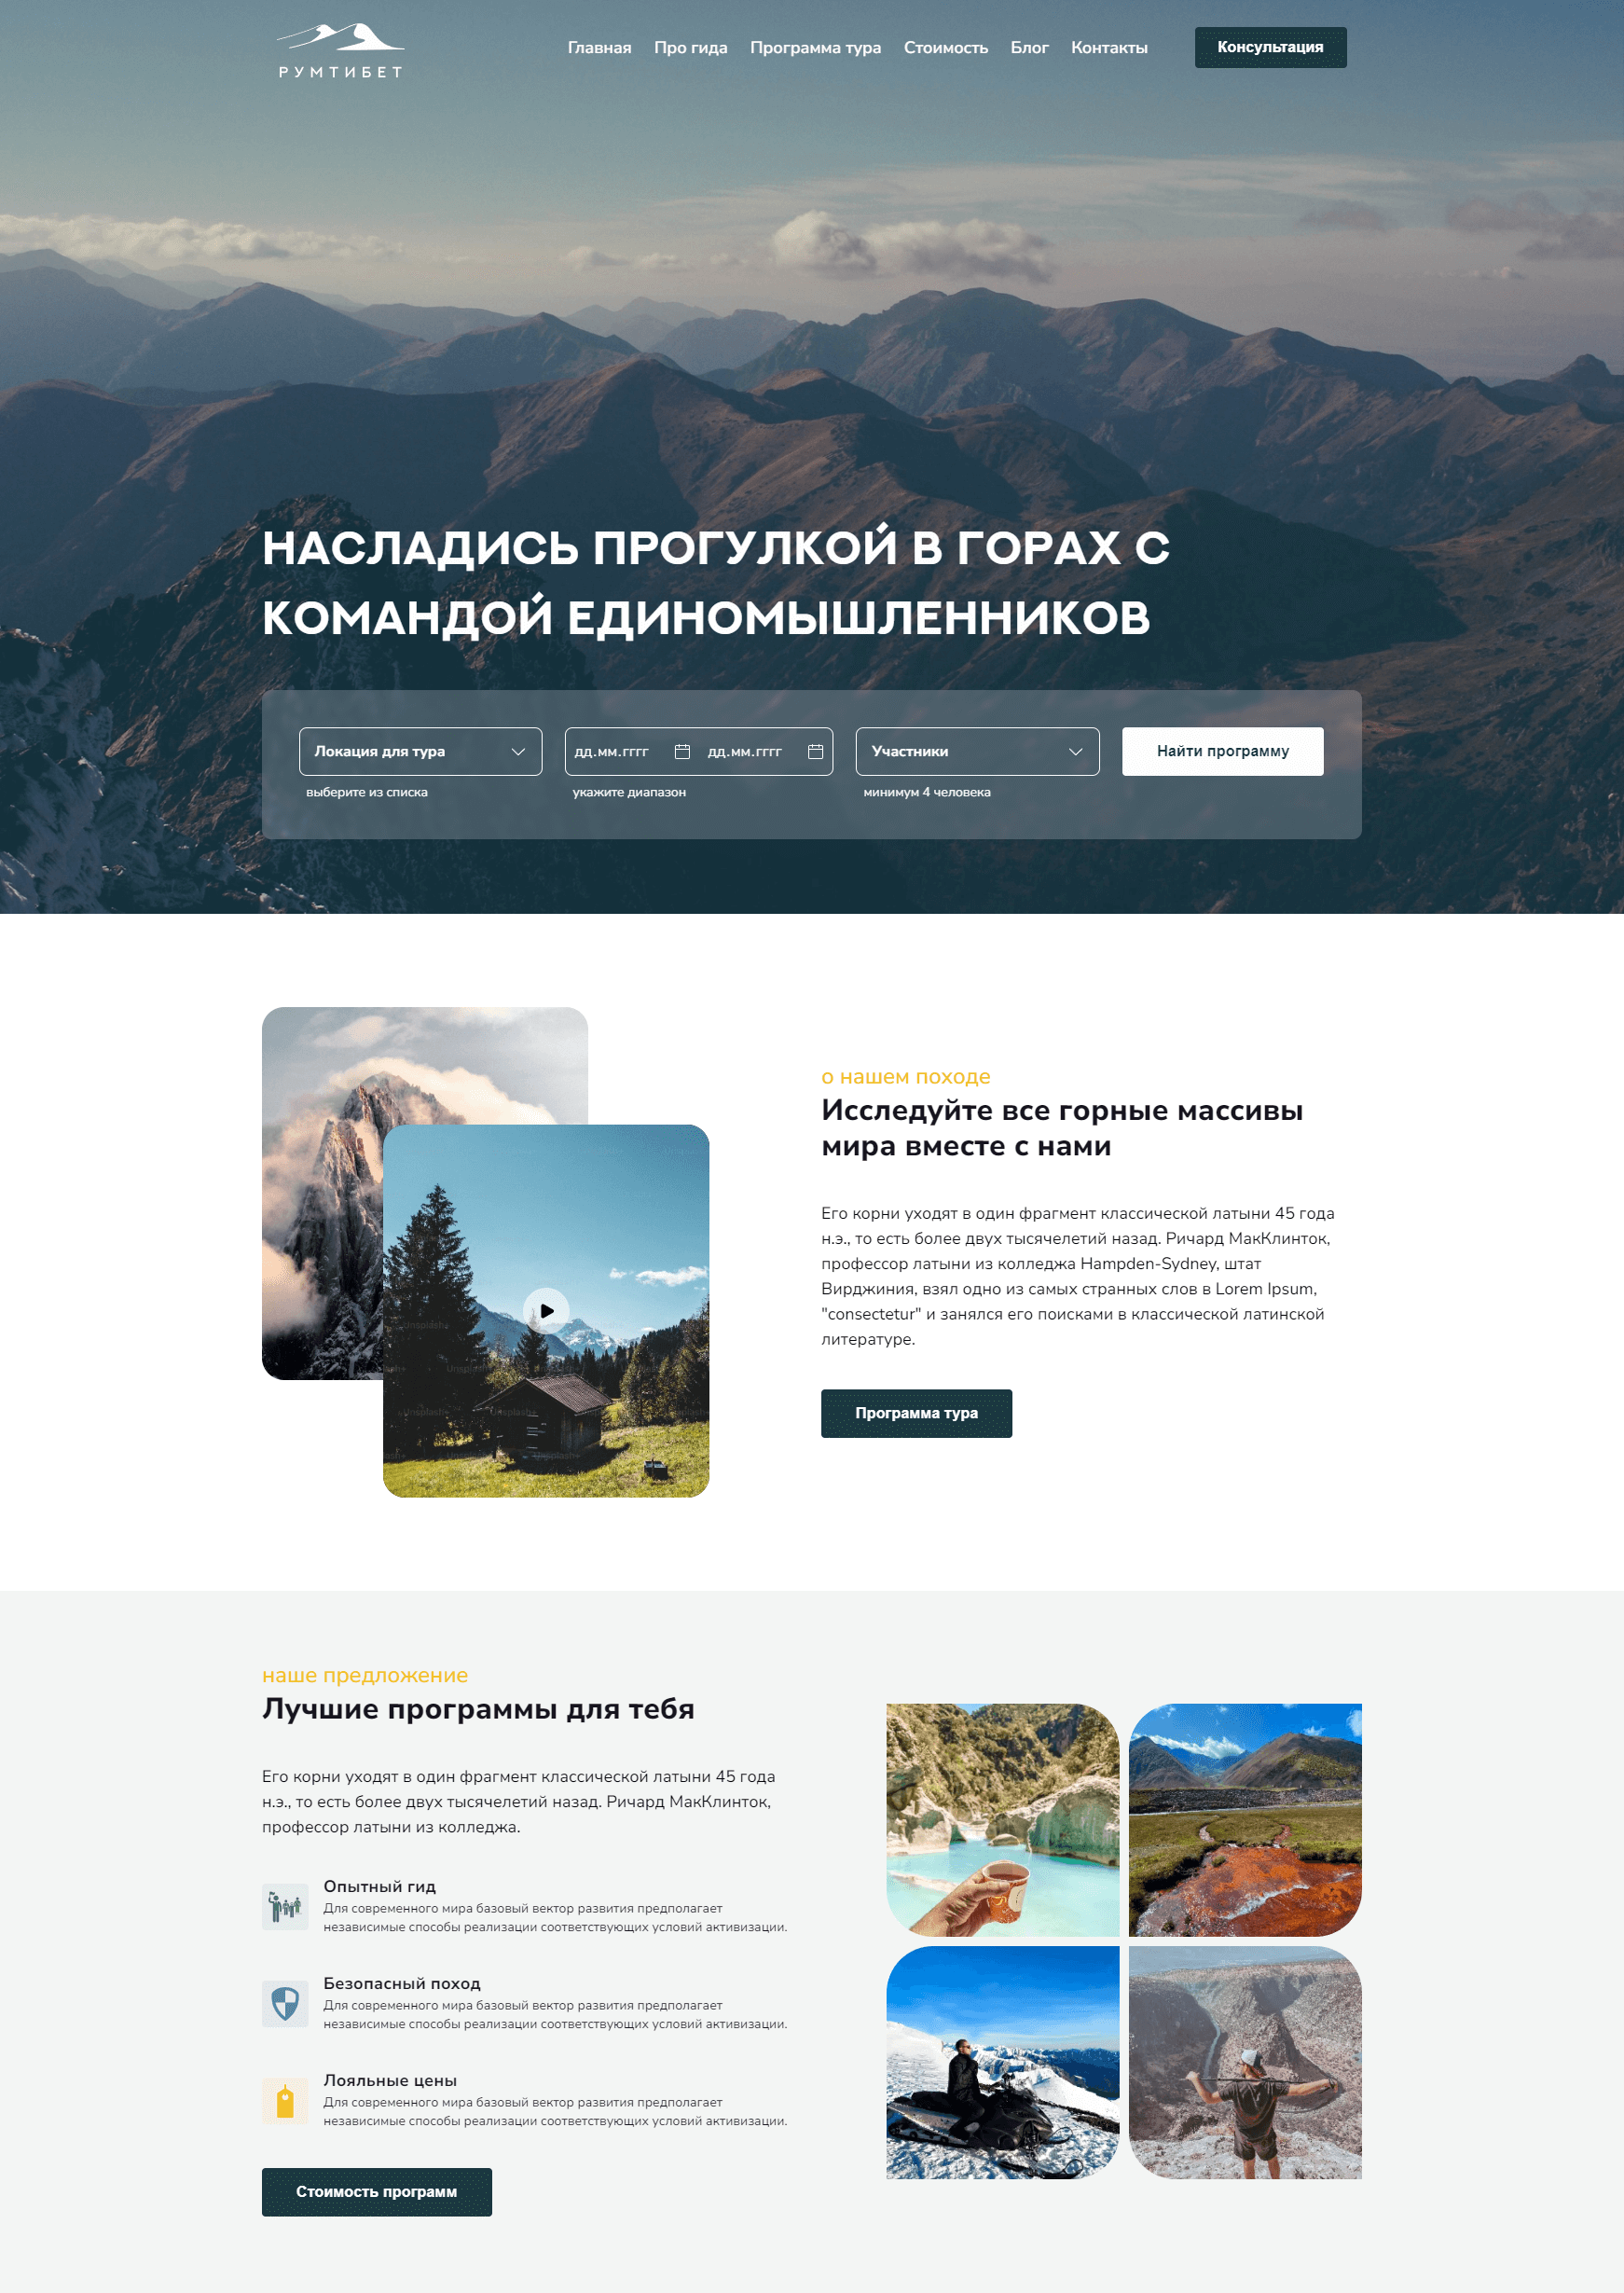 РУМТИБЕТ
Главная Про гида Программа тура Стоимость Блог Контакты
Консультация
НАСЛАДИСЬ ПРОГУЛКОЙ В ГОРАХ С
КОМАНДОЙ ЕДИНОМЫШЛЕННИКОВ
Локация для тура
дд.мм.гггг дд.мм.гггг
Участники
Найти программу
выберите из списка
укажите диапазон
минимум 4 человека
о нашем походе
Исследуйте все горные массивы
мира вместе с нами
Его корни уходят в один фрагмент классической латыни 45 года
н.э., то есть более двух тысячелетий назад. Ричард МакКлинток,
профессор латыни из колледжа Hampden-Sydney, штат
Вирджиния, взял одно из самых странных слов в Lorem Ipsum,
"consectetur" и занялся его поисками в классической латинской
литературе.
Программа тура
наше предложение
Лучшие программы для тебя
Его корни уходят в один фрагмент классической латыни 45 года
н.э., то есть более двух тысячелетий назад. Ричард МакКлинток,
профессор латыни из колледжа.
Опытный гид
Для современного мира базовый вектор развития предполагает
независимые способы реализации соответствующих условий активизации.
Безопасный поход
Для современного мира базовый вектор развития предполагает
независимые способы реализации соответствующих условий активизации.
Лояльные цены
Для современного мира базовый вектор развития предполагает
независимые способы реализации соответствующих условий активизации.
Стоимость программ